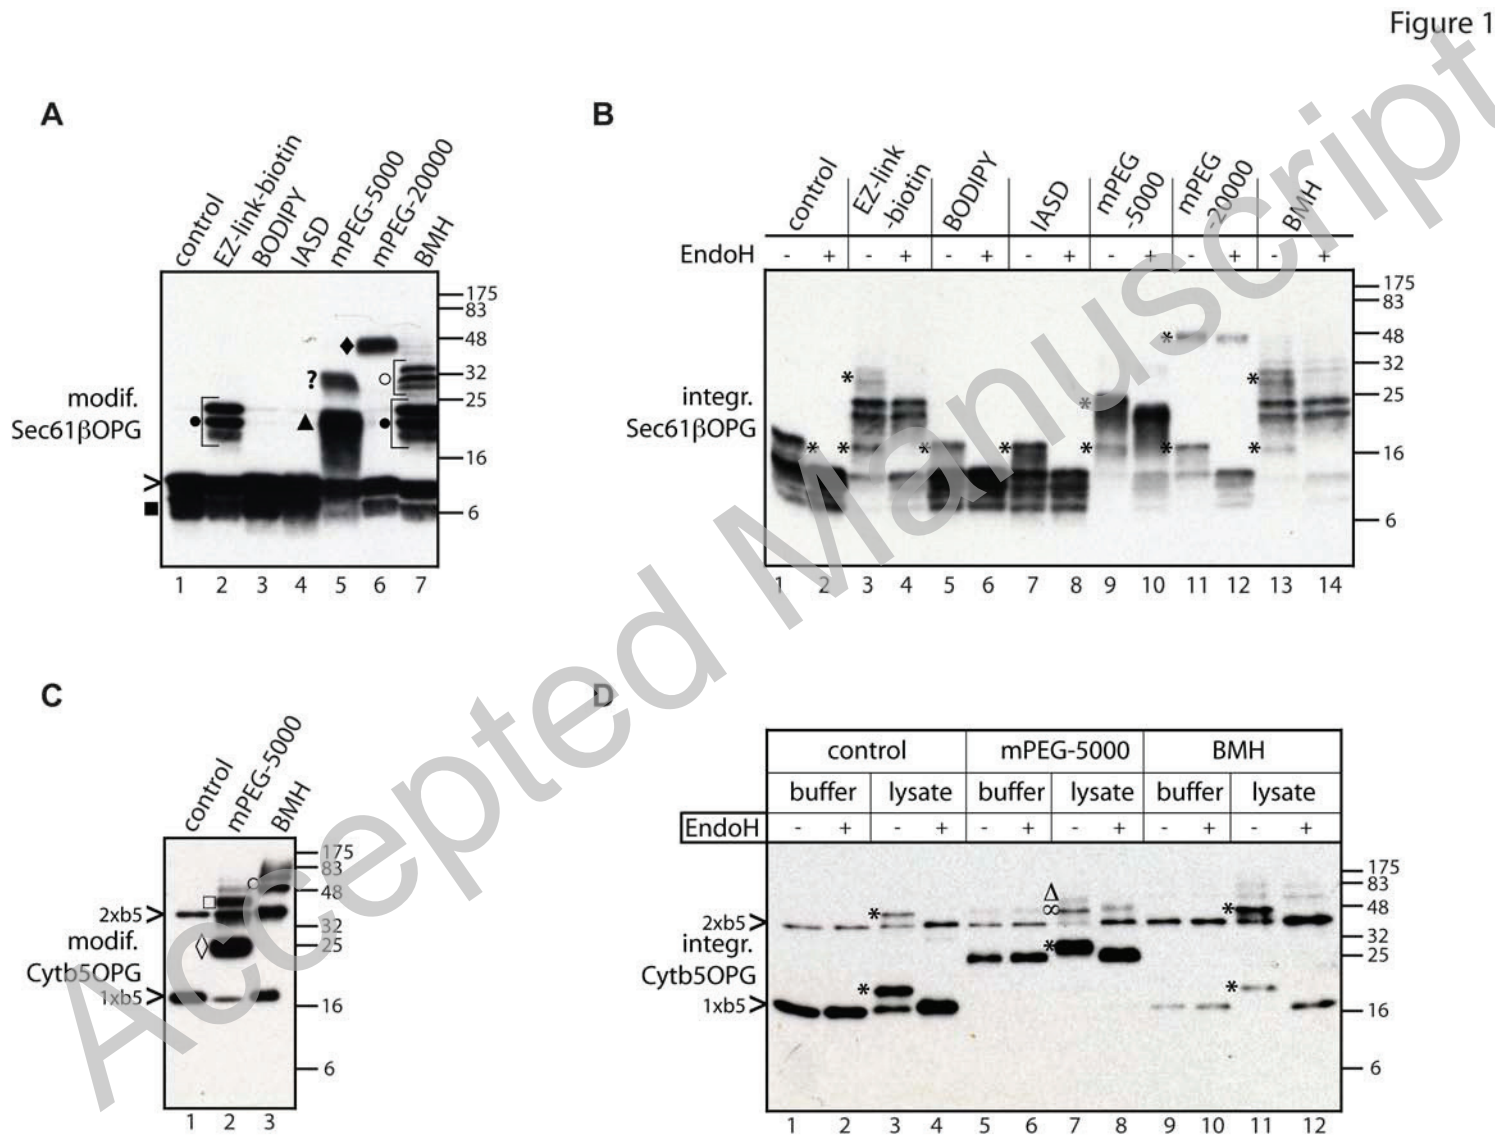 Figure 1
A
control
EZ-link-biotin
BODIPY
IASD
mPEG-5000
mPEG-20000
BMH
175
83
48
32
25
16
6
?
modif.
Sec61βOPG
>
1 2 3 4 5 6 7
B
control
EZ-link
-biotin
BODIPY
IASD
mPEG
-5000
mPEG
-20000
BMH
EndoH - + - + - + - + - + - + - +
175
83
48
32
25
16
6
integr.
Sec61βOPG
* * * * * * * * * * *
1 2 3 4 5 6 7 8 9 10 11 12 13 14
C
control
mPEG-5000
BMH
175
83
48
32
25
16
6
2xb5 >
modif.
Cytb5OPG
1xb5 >
1 2 3
D
control mPEG-5000 BMH
buffer lysate buffer lysate buffer lysate
EndoH - + - + - + - + - + - +
175
83
48
32
25
16
6
Δ
∞
2xb5 >
integr.
Cytb5OPG
1xb5 >
* * * * *
1 2 3 4 5 6 7 8 9 10 11 12
Accepted Manuscript